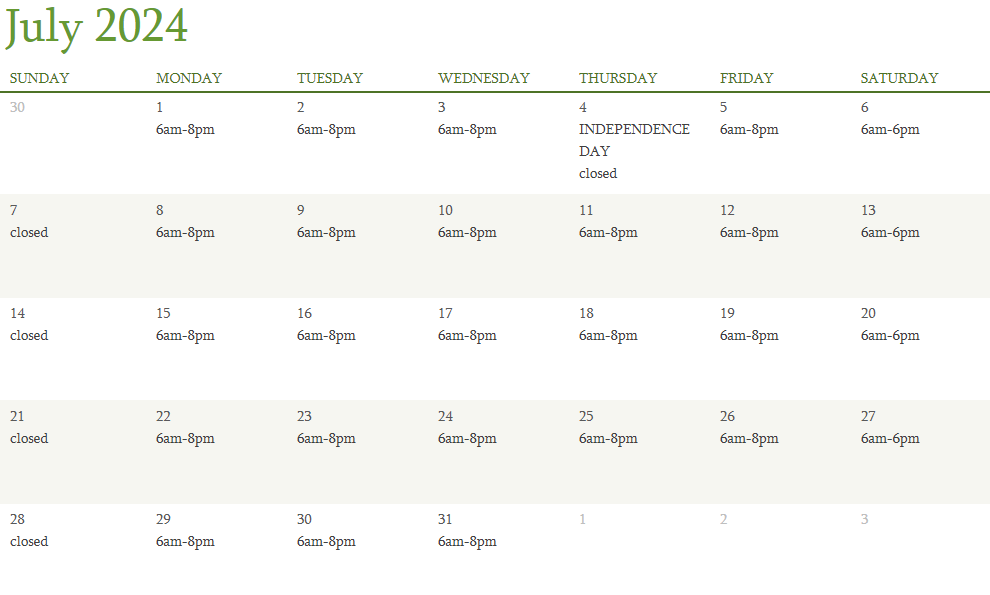 July 2024
SUNDAY MONDAY TUESDAY WEDNESDAY THURSDAY FRIDAY SATURDAY
30 1 2 3 4 5 6
6am-8pm 6am-8pm 6am-8pm INDEPENDENCE 6am-8pm 6am-6pm
DAY
closed
7 8 9 10 11 12 13
closed 6am-8pm 6am-8pm 6am-8pm 6am-8pm 6am-8pm 6am-6pm
14 15 16 17 18 19 20
closed 6am-8pm 6am-8pm 6am-8pm 6am-8pm 6am-8pm 6am-6pm
21 22 23 24 25 26 27
closed 6am-8pm 6am-8pm 6am-8pm 6am-8pm 6am-8pm 6am-6pm
28 29 30 31 1 2 3
closed 6am-8pm 6am-8pm 6am-8pm